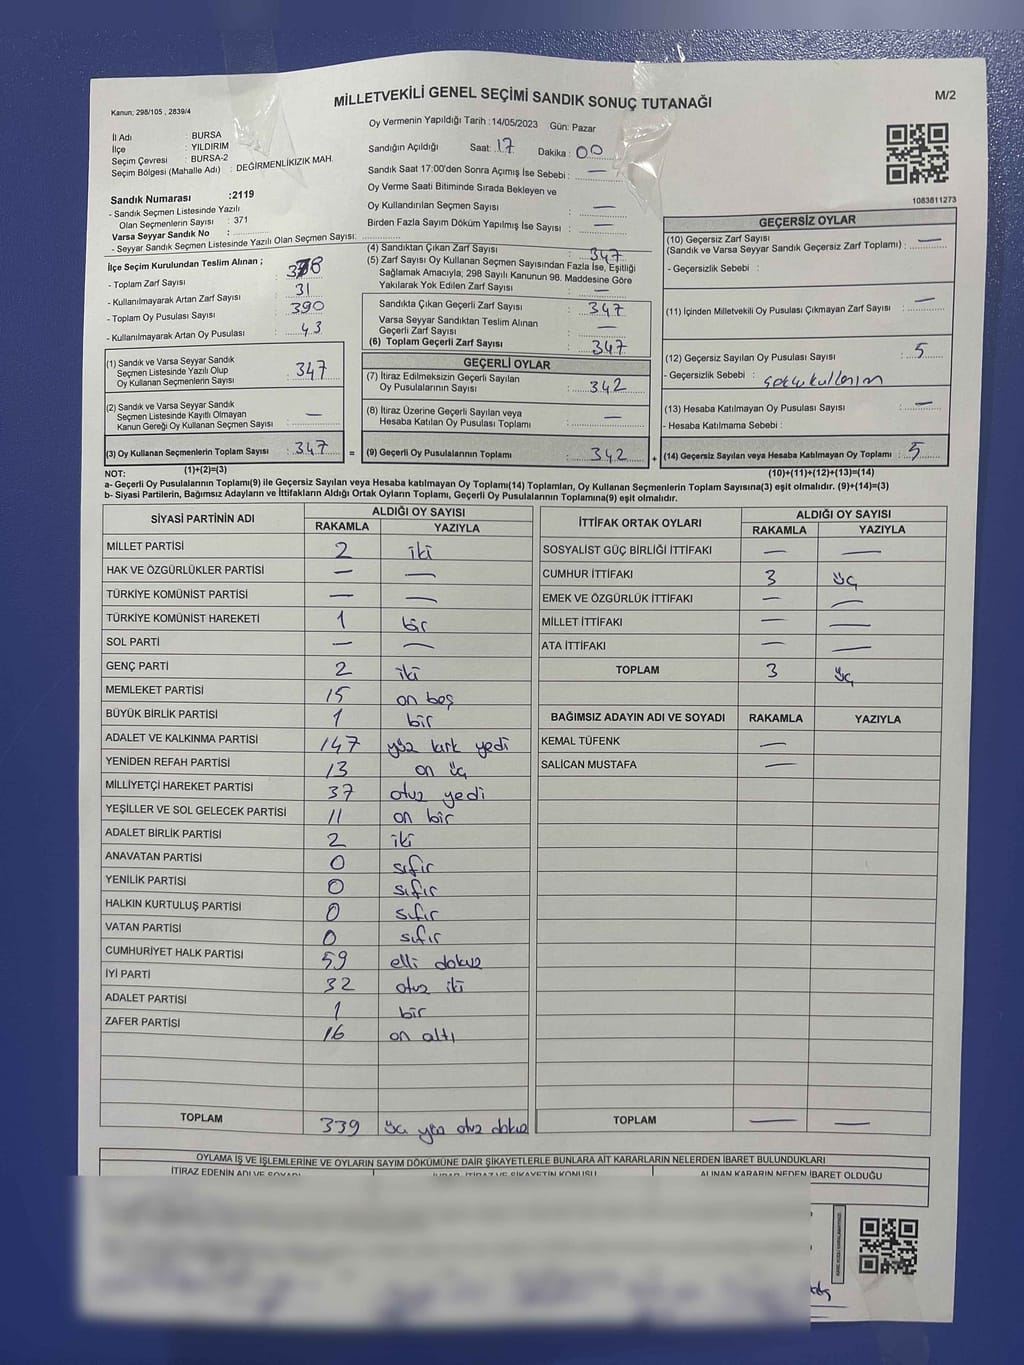 Kanun; 298/105 , 2839/4
MİLLETVEKİLİ GENEL SEÇİMİ SANDIK SONUÇ TUTANAĞI
M/2
İl Adı : BURSA
İlçe : YILDIRIM
Seçim Çevresi : BURSA-2
Seçim Bölgesi (Mahalle Adı) : DEĞİRMENLİKIZIK MAH.
Sandık Numarası :2119
- Sandık Seçmen Listesinde Yazılı
Olan Seçmenlerin Sayısı : 371
Varsa Seyyar Sandık No :
- Seyyar Sandık Seçmen Listesinde Yazılı Olan Seçmen Sayısı:
Oy Vermenin Yapıldığı Tarih : 14/05/2023 Gün: Pazar
Sandığın Açıldığı Saat: 17 Dakika : 00
Sandık Saat 17:00'den Sonra Açımış İse Sebebi : —
Oy Verme Saati Bitiminde Sırada Bekleyen ve
Oy Kullandırılan Seçmen Sayısı : —
Birden Fazla Sayım Döküm Yapılmış İse Sayısı : —
1083811273
İlçe Seçim Kurulundan Teslim Alınan ;
- Toplam Zarf Sayısı : 378
- Kullanılmayarak Artan Zarf Sayısı : 31
- Toplam Oy Pusulası Sayısı : 390
- Kullanılmayarak Artan Oy Pusulası : 43
(4) Sandıktan Çıkan Zarf Sayısı : 347
(5) Zarf Sayısı Oy Kullanan Seçmen Sayısından Fazla İse, Eşitliği
Sağlamak Amacıyla, 298 Sayılı Kanunun 98. Maddesine Göre
Yakılarak Yok Edilen Zarf Sayısı : —
Sandıkta Çıkan Geçerli Zarf Sayısı : 347
Varsa Seyyar Sandıktan Teslim Alınan
Geçerli Zarf Sayısı : —
(6) Toplam Geçerli Zarf Sayısı : 347
GEÇERSİZ OYLAR
(10) Geçersiz Zarf Sayısı
(Sandık ve Varsa Seyyar Sandık Geçersiz Zarf Toplamı) : —
- Geçersizlik Sebebi :
(11) İçinden Milletvekili Oy Pusulası Çıkmayan Zarf Sayısı : —
(12) Geçersiz Sayılan Oy Pusulası Sayısı : 5
- Geçersizlik Sebebi :
(13) Hesaba Katılmayan Oy Pusulası Sayısı : —
- Hesaba Katılmama Sebebi :
(14) Geçersiz Sayılan veya Hesaba Katılmayan Oy Toplamı : 5
(1) Sandık ve Varsa Seyyar Sandık
Seçmen Listesinde Yazılı Olup
Oy Kullanan Seçmenlerin Sayısı : 347
(2) Sandık ve Varsa Seyyar Sandık
Seçmen Listesinde Kayıtlı Olmayan
Kanun Gereği Oy Kullanan Seçmen Sayısı : —
(3) Oy Kullanan Seçmenlerin Toplam Sayısı : 347 =
GEÇERLİ OYLAR
(7) İtiraz Edilmeksizin Geçerli Sayılan
Oy Pusulalarının Sayısı : 342
(8) İtiraz Üzerine Geçerli Sayılan veya
Hesaba Katılan Oy Pusulası Toplamı : —
(9) Geçerli Oy Pusulalarının Toplamı : 342 +
NOT: (1)+(2)=(3) (10)+(11)+(12)+(13)=(14)
a- Geçerli Oy Pusulalarının Toplamı(9) ile Geçersiz Sayılan veya Hesaba katılmayan Oy Toplamı(14) Toplamları, Oy Kullanan Seçmenlerin Toplam Sayısına(3) eşit olmalıdır. (9)+(14)=(3)
b- Siyasi Partilerin, Bağımsız Adayların ve İttifakların Aldığı Ortak Oyların Toplamı, Geçerli Oy Pusulalarının Toplamına(9) eşit olmalıdır.
SİYASİ PARTİNİN ADI ALDIĞI OY SAYISI
RAKAMLA YAZIYLA
MİLLET PARTİSİ 2 iki
HAK VE ÖZGÜRLÜKLER PARTİSİ — —
TÜRKİYE KOMÜNİST PARTİSİ — —
TÜRKİYE KOMÜNİST HAREKETİ 1 bir
SOL PARTİ — —
GENÇ PARTİ 2 iki
MEMLEKET PARTİSİ 15 on beş
BÜYÜK BİRLİK PARTİSİ 1 bir
ADALET VE KALKINMA PARTİSİ 147 yüz kırk yedi
YENİDEN REFAH PARTİSİ 13 on üç
MİLLİYETÇİ HAREKET PARTİSİ 37 otuz yedi
YEŞİLLER VE SOL GELECEK PARTİSİ 11 on bir
ADALET BİRLİK PARTİSİ 2 iki
ANAVATAN PARTİSİ 0 sıfır
YENİLİK PARTİSİ 0 sıfır
HALKIN KURTULUŞ PARTİSİ 0 sıfır
VATAN PARTİSİ 0 sıfır
CUMHURİYET HALK PARTİSİ 59 elli dokuz
İYİ PARTİ 32 otuz iki
ADALET PARTİSİ 1 bir
ZAFER PARTİSİ 16 on altı
TOPLAM 339 üç yüz otuz dokuz
İTTİFAK ORTAK OYLARI ALDIĞI OY SAYISI
RAKAMLA YAZIYLA
SOSYALİST GÜÇ BİRLİĞİ İTTİFAKI — —
CUMHUR İTTİFAKI 3 üç
EMEK VE ÖZGÜRLÜK İTTİFAKI — —
MİLLET İTTİFAKI — —
ATA İTTİFAKI — —
TOPLAM 3 üç
BAĞIMSIZ ADAYIN ADI VE SOYADI RAKAMLA YAZIYLA
KEMAL TÜFENK —
SALİCAN MUSTAFA —
TOPLAM — —
OYLAMA İŞ VE İŞLEMLERİNE VE OYLARIN SAYIM DÖKÜMÜNE DAİR ŞİKAYETLERLE BUNLARA AİT KARARLARIN NELERDEN İBARET BULUNDUKLARI
İTİRAZ EDENİN ADI VE SOYADI İTİRAZ VE ŞİKAYETİN KONUSU ALINAN KARARIN NEDEN İBARET OLDUĞU